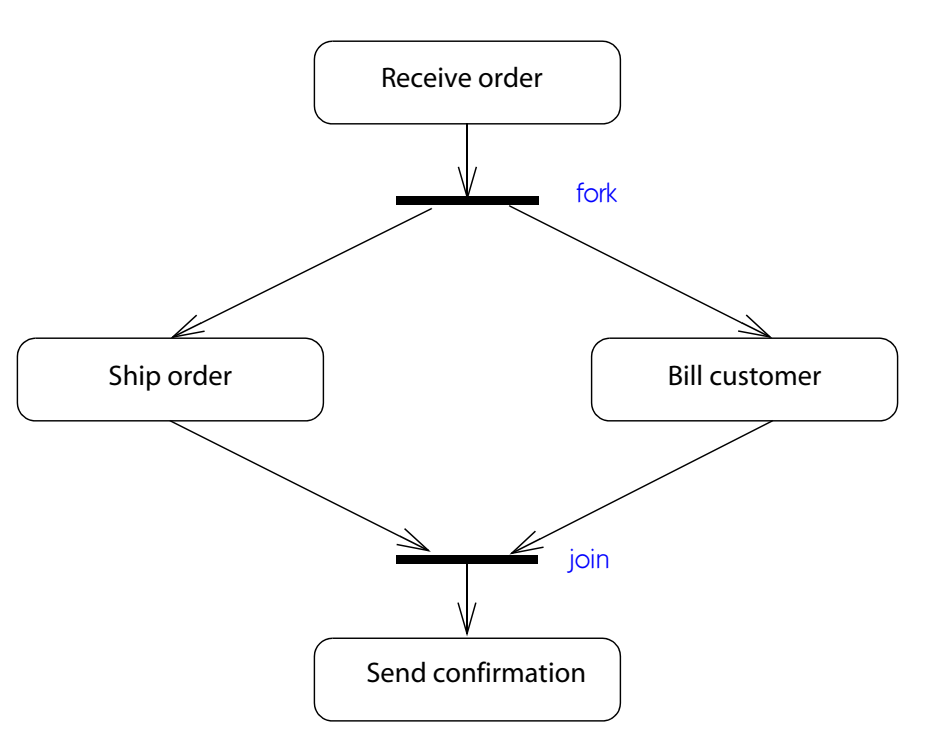 Receive order
fork
Ship order
Bill customer
join
Send confirmation